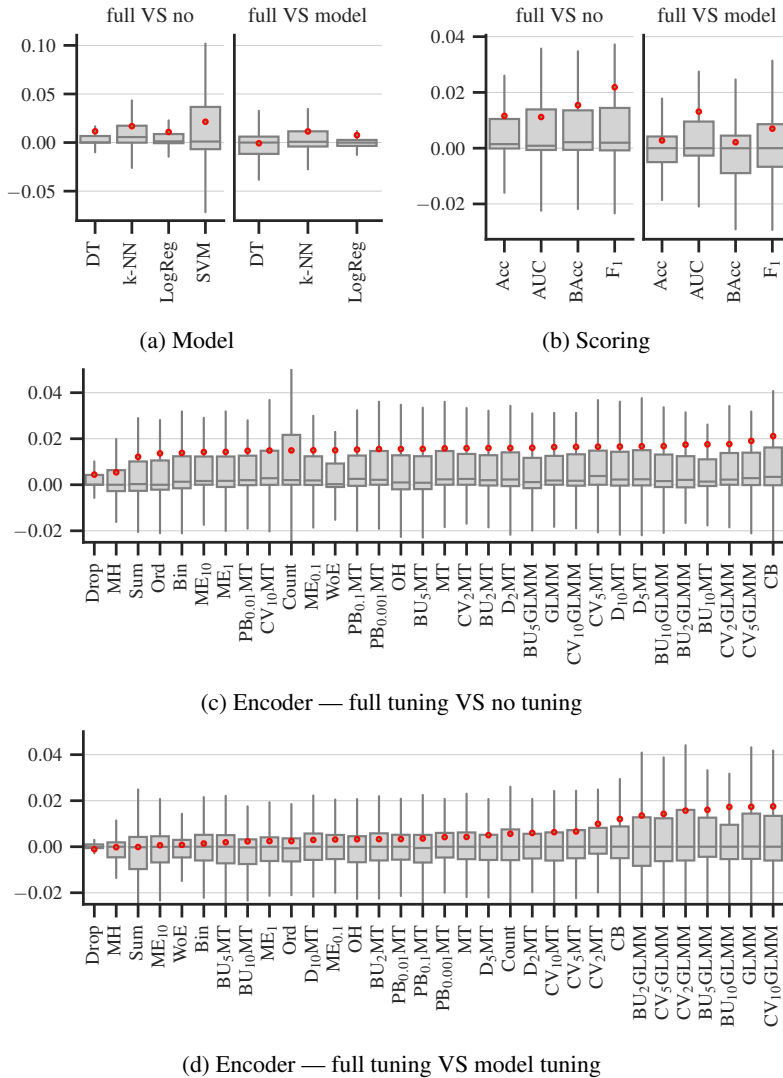 full VS no
full VS model
full VS no
full VS model
0.10
0.05
0.00
−0.05
DT
k-NN
LogReg
SVM
DT
k-NN
LogReg
0.04
0.02
0.00
−0.02
Acc
AUC
BAcc
F1
Acc
AUC
BAcc
F1
(a) Model
(b) Scoring
0.04
0.02
0.00
−0.02
Drop
MH
Sum
Ord
Bin
ME10
ME1
PB0.01MT
CV10MT
Count
ME0.1
WoE
PB0.1MT
PB0.001MT
OH
BU5MT
MT
CV2MT
BU2MT
D2MT
BU5GLMM
GLMM
CV10GLMM
CV5MT
D10MT
D5MT
BU10GLMM
BU2GLMM
BU10MT
CV2GLMM
CV5GLMM
CB
(c) Encoder — full tuning VS no tuning
0.04
0.02
0.00
−0.02
Drop
MH
Sum
ME10
WoE
Bin
BU5MT
BU10MT
ME1
Ord
D10MT
ME0.1
OH
BU2MT
PB0.01MT
PB0.1MT
PB0.001MT
MT
D5MT
Count
D2MT
CV10MT
CV5MT
CV2MT
CB
BU2GLMM
CV5GLMM
CV2GLMM
BU5GLMM
BU10GLMM
GLMM
CV10GLMM
(d) Encoder — full tuning VS model tuning